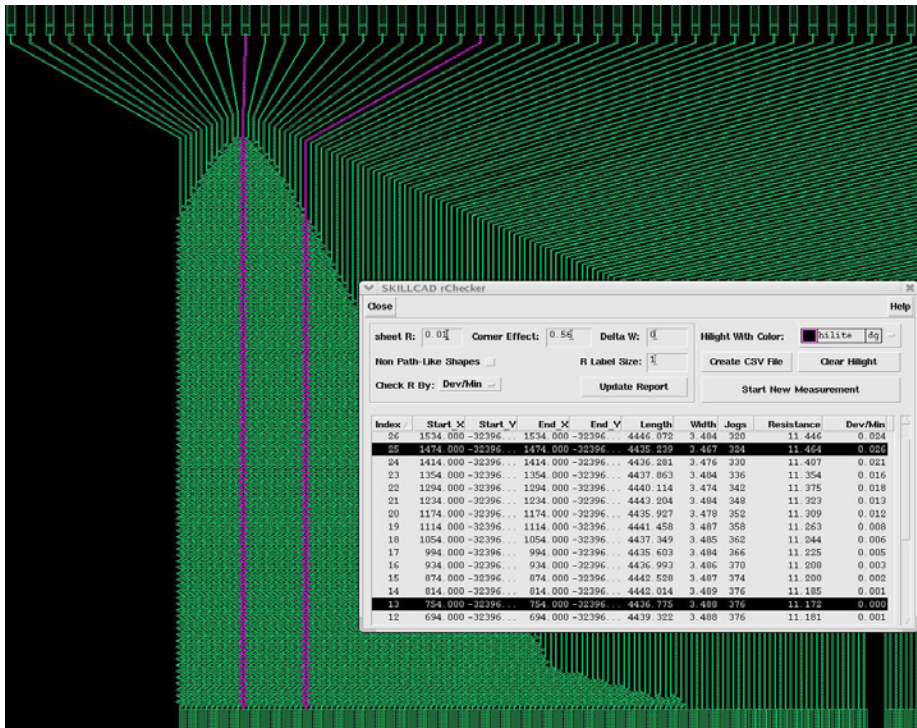 SKILLCAD rChecker
Close Help
sheet R: 0.01 Corner Effect: 0.56 Delta W: 0 Hilight With Color: hilite dg
Non Path-Like Shapes R Label Size: 1 Create CSV File Clear Hilight
Check R By: Dev/Min Update Report Start New Measurement
Index Start_X Start_Y End_X End_Y Length Width Jogs Resistance Dev/Min
26 1534.000 -32396... 1534.000 -32396... 4446.072 3.484 320 11.446 0.024
25 1474.000 -32396... 1474.000 -32396... 4435.239 3.467 324 11.464 0.026
24 1414.000 -32396... 1414.000 -32396... 4436.281 3.476 330 11.407 0.021
23 1354.000 -32396... 1354.000 -32396... 4437.863 3.484 336 11.354 0.016
22 1294.000 -32396... 1294.000 -32396... 4440.114 3.474 342 11.375 0.018
21 1234.000 -32396... 1234.000 -32396... 4443.204 3.484 348 11.323 0.013
20 1174.000 -32396... 1174.000 -32396... 4435.927 3.478 352 11.309 0.012
19 1114.000 -32396... 1114.000 -32396... 4441.458 3.487 358 11.263 0.008
18 1054.000 -32396... 1054.000 -32396... 4437.349 3.485 362 11.244 0.006
17 994.000 -32396... 994.000 -32396... 4435.603 3.484 366 11.225 0.005
16 934.000 -32396... 934.000 -32396... 4436.993 3.486 370 11.208 0.003
15 874.000 -32396... 874.000 -32396... 4442.528 3.487 374 11.200 0.002
14 814.000 -32396... 814.000 -32396... 4442.014 3.489 376 11.185 0.001
13 754.000 -32396... 754.000 -32396... 4436.775 3.488 376 11.172 0.000
12 694.000 -32396... 694.000 -32396... 4439.322 3.488 376 11.181 0.001